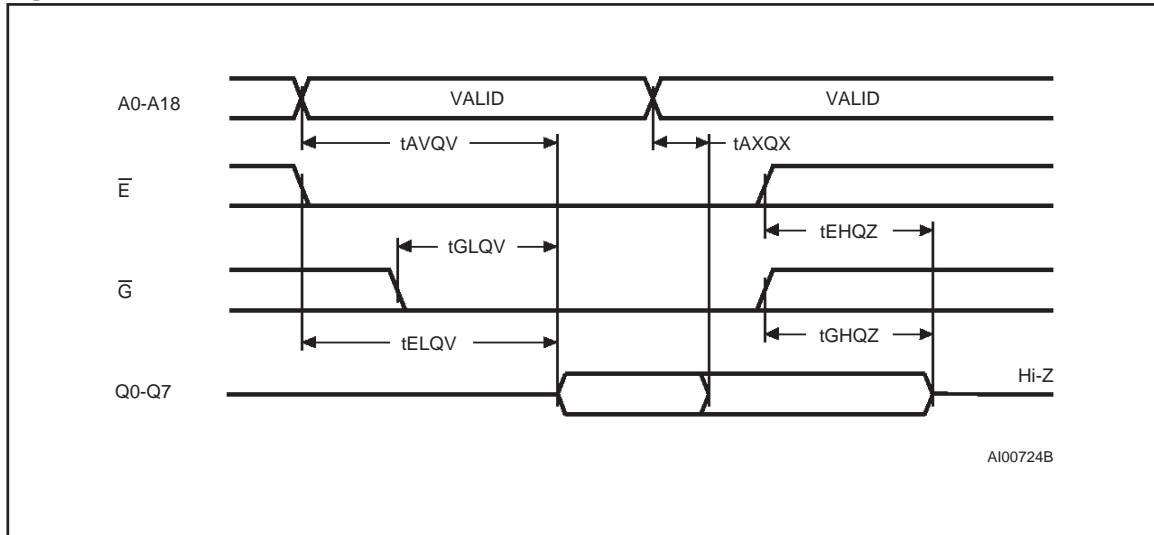 A0-A18
VALID
VALID
tAVQV
tAXQX
E̅
tEHQZ
tGLQV
G̅
tGHQZ
tELQV
Q0-Q7
Hi-Z
AI00724B